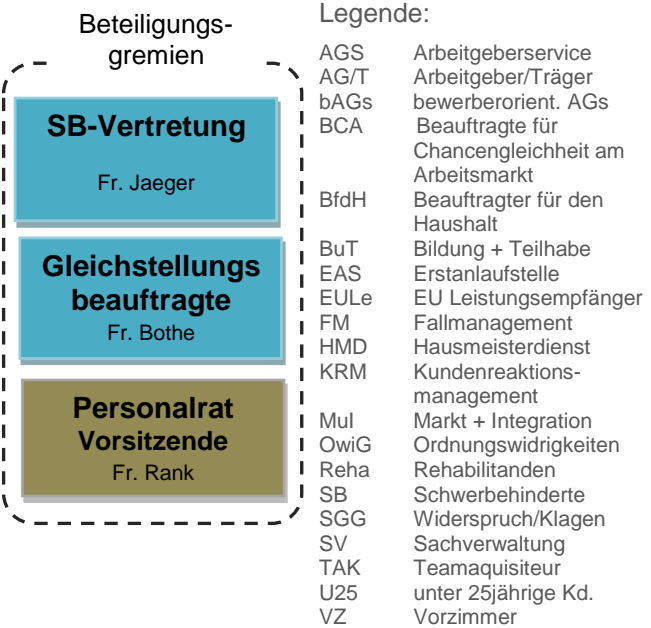 Beteiligungs-
gremien
SB-Vertretung
Fr. Jaeger
Gleichstellungs
beauftragte
Fr. Bothe
Personalrat
Vorsitzende
Fr. Rank
Legende:
AGS Arbeitgeberservice
AG/T Arbeitgeber/Träger
bAGs bewerberorient. AGs
BCA Beauftragte für
Chancengleichheit am
Arbeitsmarkt
BfdH Beauftragter für den
Haushalt
BuT Bildung + Teilhabe
EAS Erstanlaufstelle
EULe EU Leistungsempfänger
FM Fallmanagement
HMD Hausmeisterdienst
KRM Kundenreaktions-
management
MuI Markt + Integration
OwiG Ordnungswidrigkeiten
Reha Rehabilitanden
SB Schwerbehinderte
SGG Widerspruch/Klagen
SV Sachverwaltung
TAK Teamaquisiteur
U25 unter 25jährige Kd.
VZ Vorzimmer